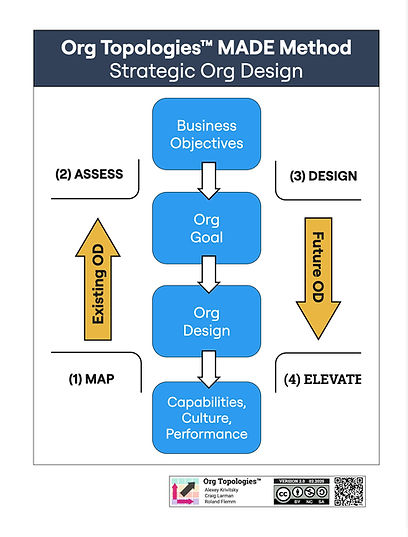 Org Topologies™ MADE Method
Strategic Org Design
Business
Objectives
(2) ASSESS
(3) DESIGN
Org
Goal
Existing OD
Future OD
Org
Design
(1) MAP
(4) ELEVATE
Capabilities,
Culture,
Performance
Org Topologies™
Alexey Krivitsky
Craig Larman
Roland Flemm
VERSION 2.0 02.2025
CC
BY NC SA